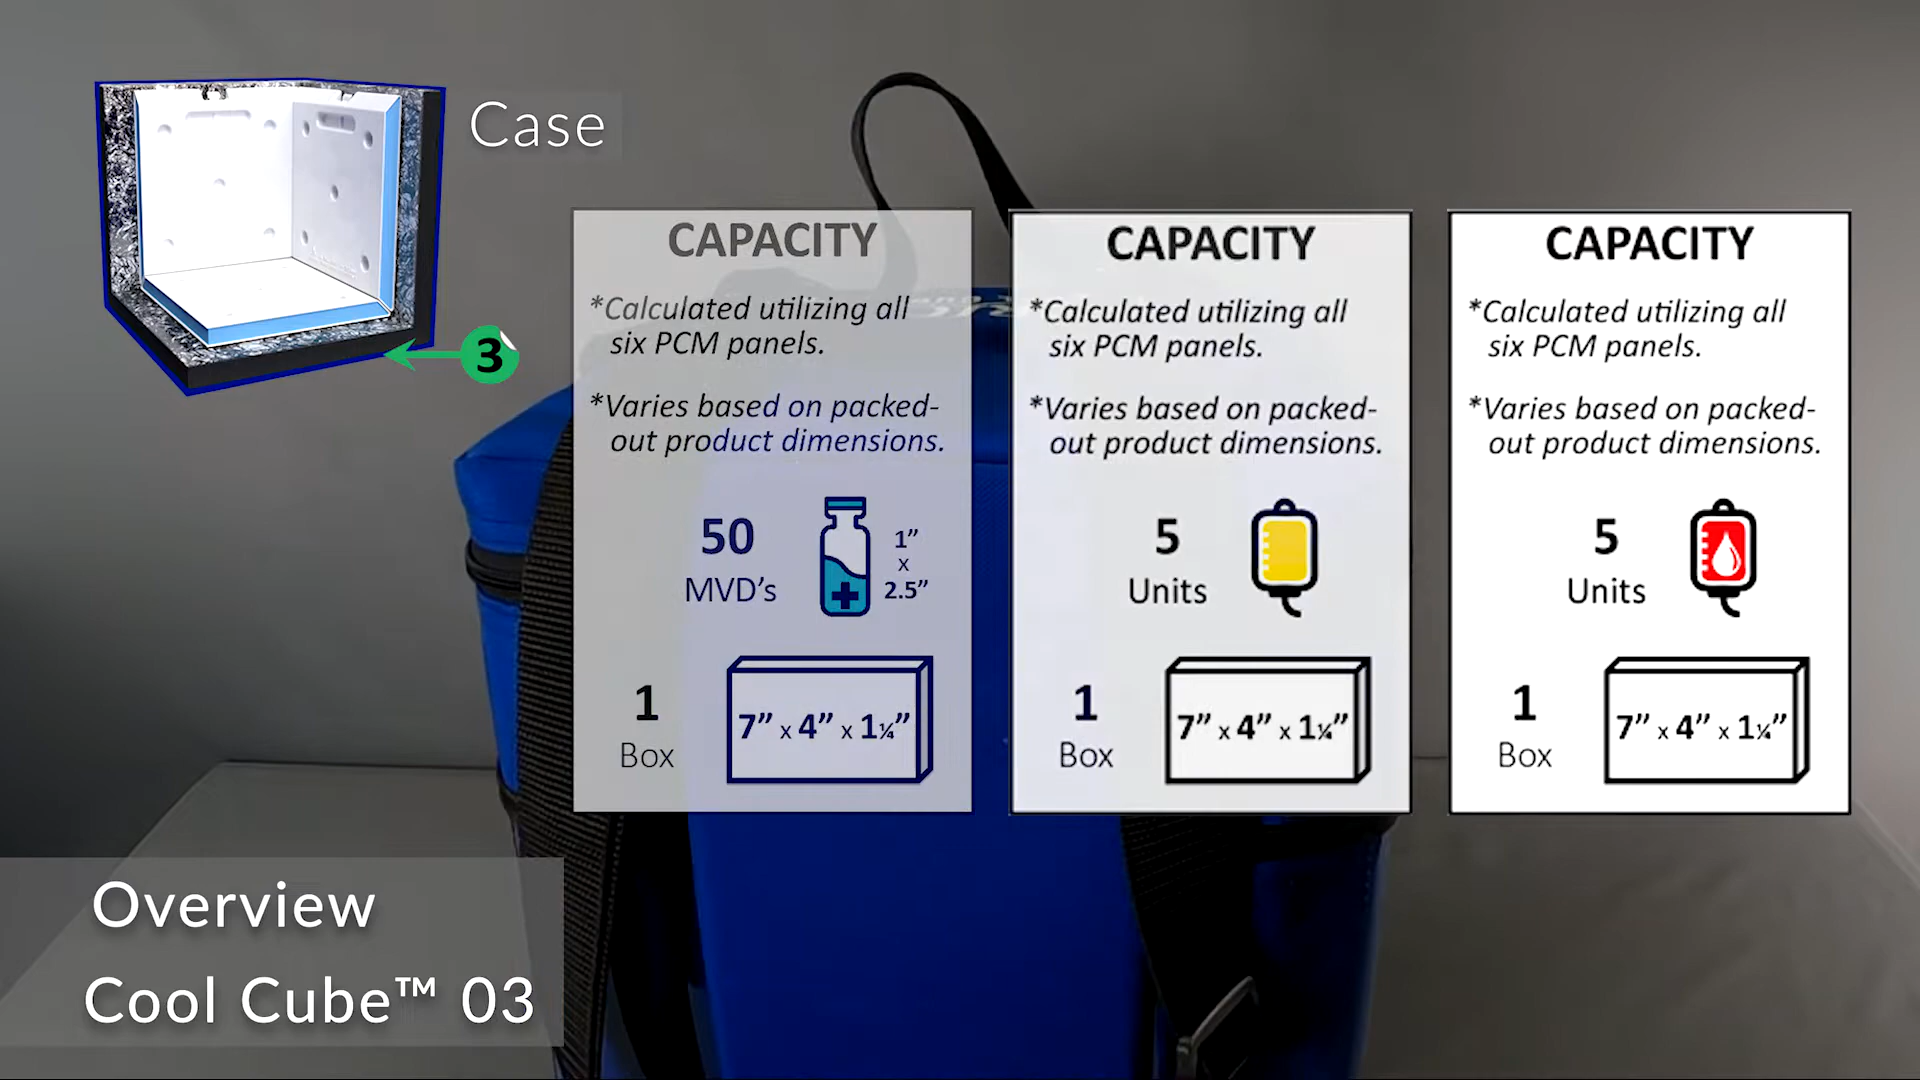 Case
3
CAPACITY
*Calculated utilizing all
six PCM panels.
*Varies based on packed-
out product dimensions.
50
MVD’s
1”
x
2.5”
1
Box
7” x 4” x 1¼”
CAPACITY
*Calculated utilizing all
six PCM panels.
*Varies based on packed-
out product dimensions.
5
Units
1
Box
7” x 4” x 1¼”
CAPACITY
*Calculated utilizing all
six PCM panels.
*Varies based on packed-
out product dimensions.
5
Units
1
Box
7” x 4” x 1¼”
Overview
Cool Cube™ 03